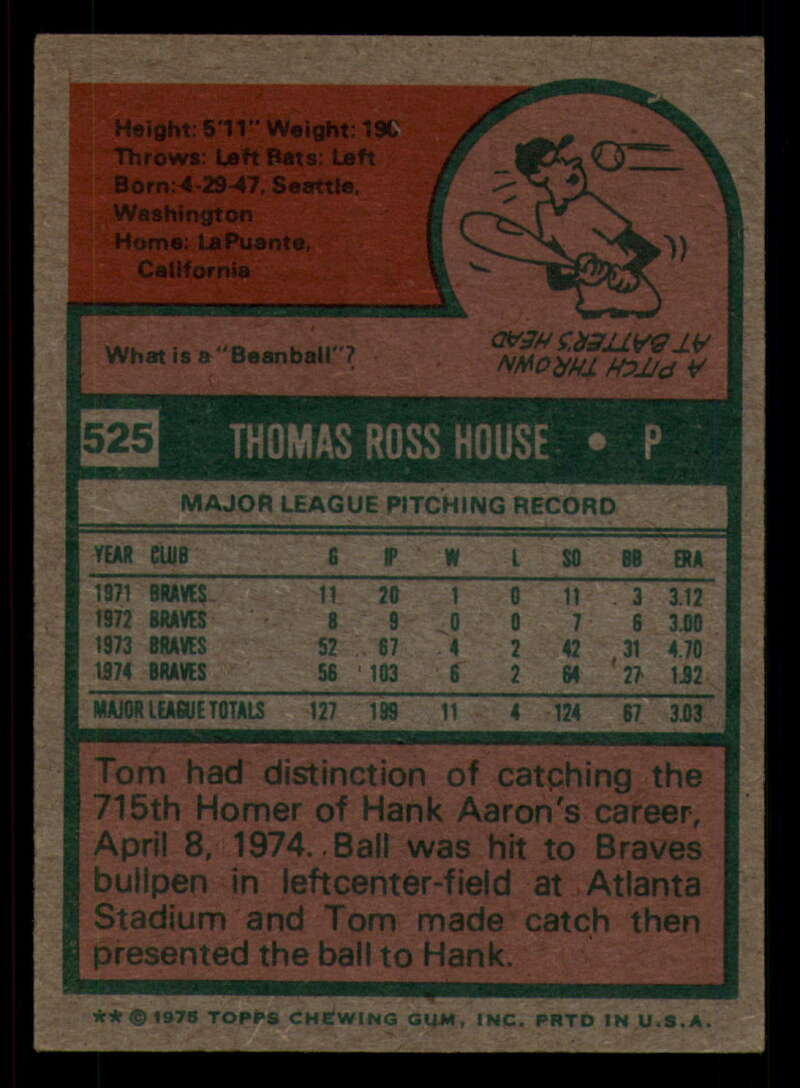 Height: 5'11" Weight: 190
Throws: Left Bats: Left
Born: 4-29-47, Seattle,
Washington
Home: LaPuante,
California
What is a "Beanball"?
A PITCH THROWN
AT BATTER'S HEAD
525 THOMAS ROSS HOUSE • P
MAJOR LEAGUE PITCHING RECORD
YEAR CLUB G IP W L SO BB ERA
1971 BRAVES 11 20 1 0 11 3 3.12
1972 BRAVES 8 9 0 0 7 6 3.00
1973 BRAVES 52 67 4 2 42 31 4.70
1974 BRAVES 56 103 6 2 64 27 1.92
MAJOR LEAGUE TOTALS 127 199 11 4 124 67 3.03
Tom had distinction of catching the
715th Homer of Hank Aaron's career,
April 8, 1974. Ball was hit to Braves
bullpen in leftcenter-field at Atlanta
Stadium and Tom made catch then
presented the ball to Hank.
** © 1975 TOPPS CHEWING GUM, INC. PRTD IN U.S.A.